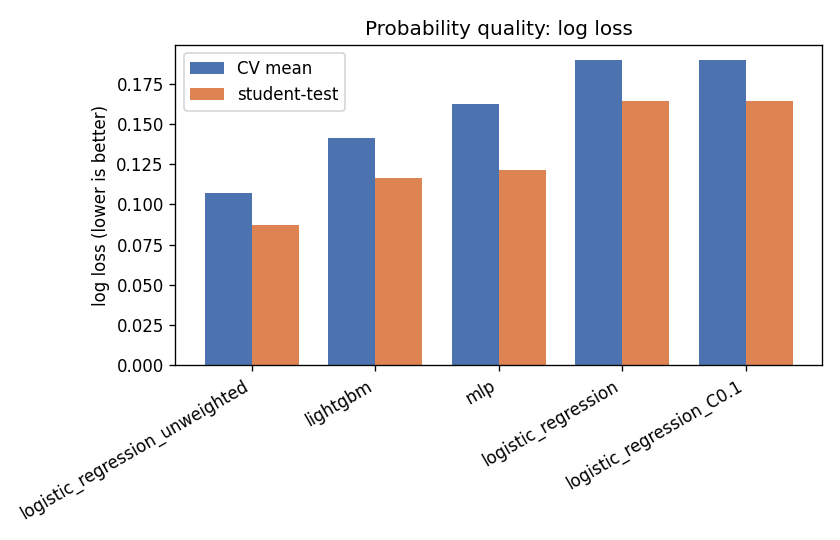 Probability quality: log loss
CV mean
student-test
log loss (lower is better)
0.175
0.150
0.125
0.100
0.075
0.050
0.025
0.000
logistic_regression_unweighted
lightgbm
mlp
logistic_regression
logistic_regression_C0.1